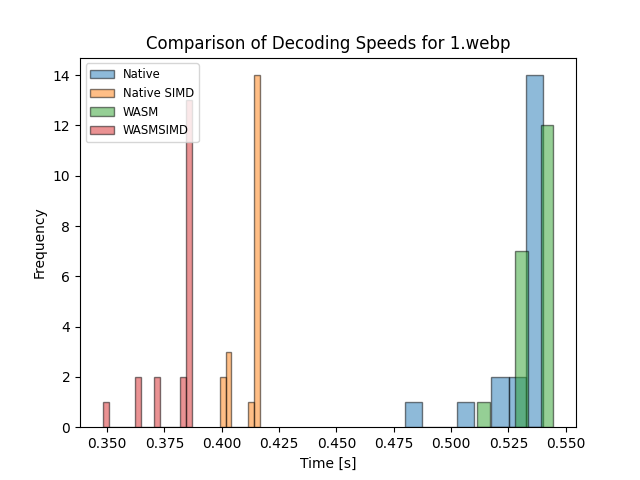 Comparison of Decoding Speeds for 1.webp
Native
Native SIMD
WASM
WASMSIMD
14
12
10
8
6
4
2
0
Frequency
0.350 0.375 0.400 0.425 0.450 0.475 0.500 0.525 0.550
Time [s]